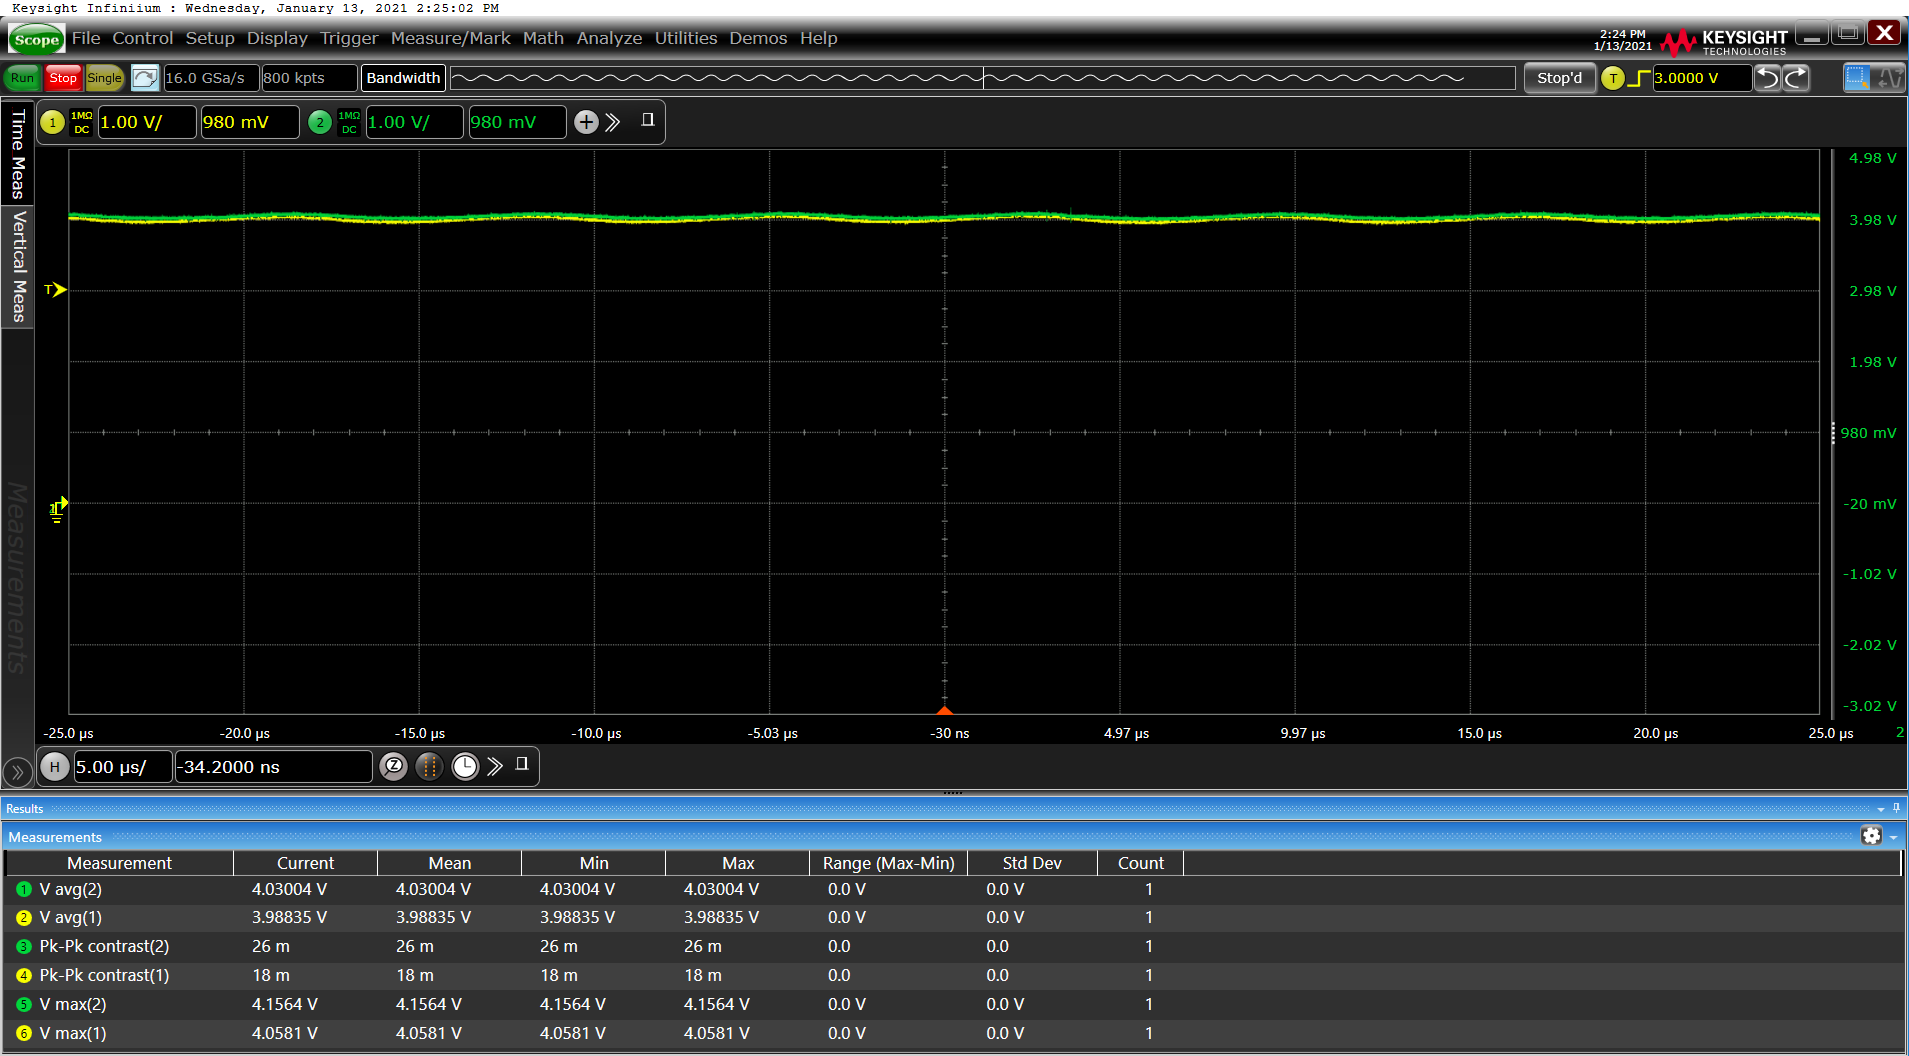 Keysight Infiniium : Wednesday, January 13, 2021 2:25:02 PM
Scope File Control Setup Display Trigger Measure/Mark Math Analyze Utilities Demos Help
2:24 PM
1/13/2021
KEYSIGHT
TECHNOLOGIES
Run Stop Single 16.0 GSa/s 800 kpts Bandwidth Stop'd T 3.0000 V
1 1MΩ DC 1.00 V/ 980 mV 2 1MΩ DC 1.00 V/ 980 mV
Time Meas
Vertical Meas
Measurements
4.98 V
3.98 V
T
2.98 V
1.98 V
980 mV
-20 mV
-1.02 V
-2.02 V
-3.02 V
-25.0 µs -20.0 µs -15.0 µs -10.0 µs -5.03 µs -30 ns 4.97 µs 9.97 µs 15.0 µs 20.0 µs 25.0 µs 2
H 5.00 µs/ -34.2000 ns Z
Results
Measurements
Measurement Current Mean Min Max Range (Max-Min) Std Dev Count
1 V avg(2) 4.03004 V 4.03004 V 4.03004 V 4.03004 V 0.0 V 0.0 V 1
2 V avg(1) 3.98835 V 3.98835 V 3.98835 V 3.98835 V 0.0 V 0.0 V 1
3 Pk-Pk contrast(2) 26 m 26 m 26 m 26 m 0.0 0.0 1
4 Pk-Pk contrast(1) 18 m 18 m 18 m 18 m 0.0 0.0 1
5 V max(2) 4.1564 V 4.1564 V 4.1564 V 4.1564 V 0.0 V 0.0 V 1
6 V max(1) 4.0581 V 4.0581 V 4.0581 V 4.0581 V 0.0 V 0.0 V 1